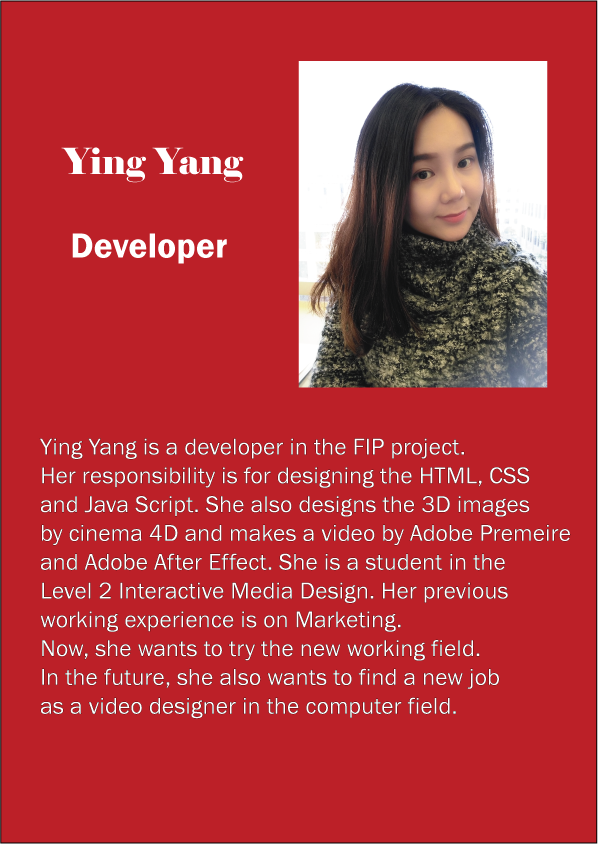 Ying Yang
Developer
Ying Yang is a developer in the FIP project.
Her responsibility is for designing the HTML, CSS
and Java Script. She also designs the 3D images
by cinema 4D and makes a video by Adobe Premeire
and Adobe After Effect. She is a student in the
Level 2 Interactive Media Design. Her previous
working experience is on Marketing.
Now, she wants to try the new working field.
In the future, she also wants to find a new job
as a video designer in the computer field.